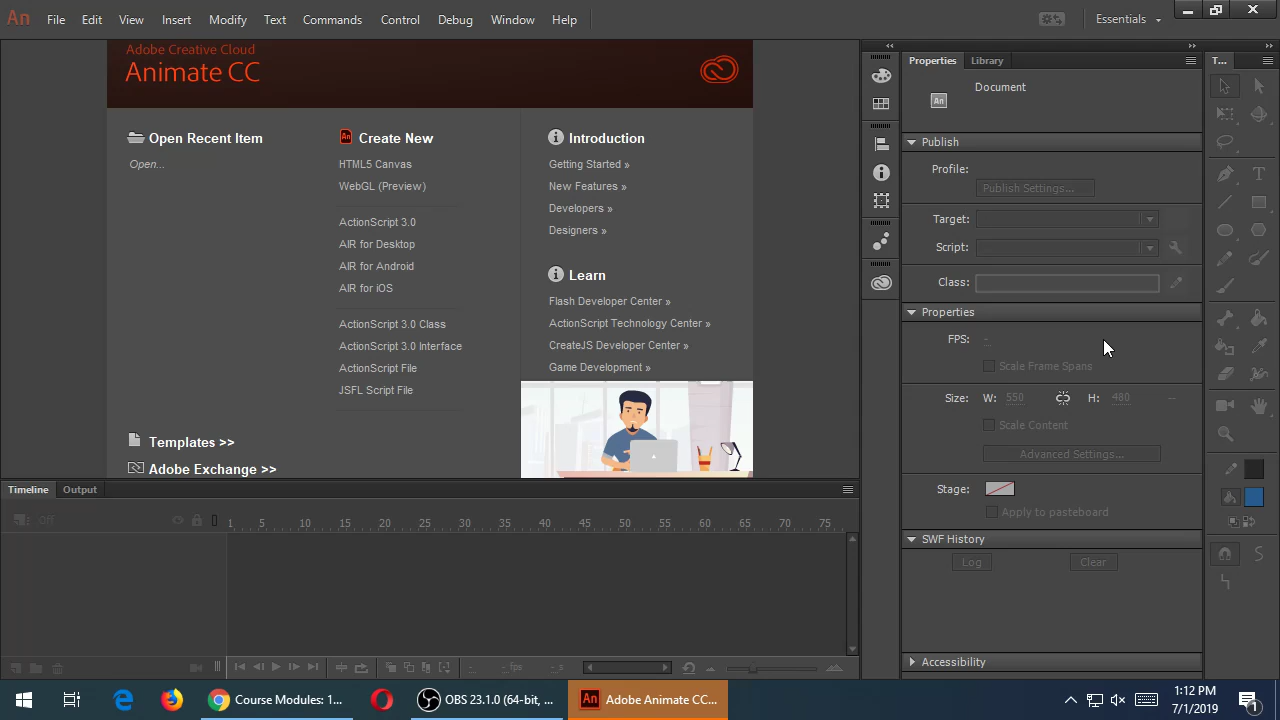 An File Edit View Insert Modify Text Commands Control Debug Window Help Essentials
Adobe Creative Cloud
Animate CC
Open Recent Item
Open...
Templates >>
Adobe Exchange >>
An Create New
HTML5 Canvas
WebGL (Preview)
ActionScript 3.0
AIR for Desktop
AIR for Android
AIR for iOS
ActionScript 3.0 Class
ActionScript 3.0 Interface
ActionScript File
JSFL Script File
Introduction
Getting Started »
New Features »
Developers »
Designers »
Learn
Flash Developer Center »
ActionScript Technology Center »
CreateJS Developer Center »
Game Development »
Properties Library
An Document
Publish
Profile:
Publish Settings...
Target:
Script:
Class:
Properties
FPS: -
Scale Frame Spans
Size: W: 550 H: 480 --
Scale Content
Advanced Settings...
Stage:
Apply to pasteboard
SWF History
Log Clear
Accessibility
T...
Timeline Output
Off 1 5 10 15 20 25 30 35 40 45 50 55 60 65 70 75
- - fps - s
Course Modules: 1... OBS 23.1.0 (64-bit, ... An Adobe Animate CC...
1:12 PM
7/1/2019
1